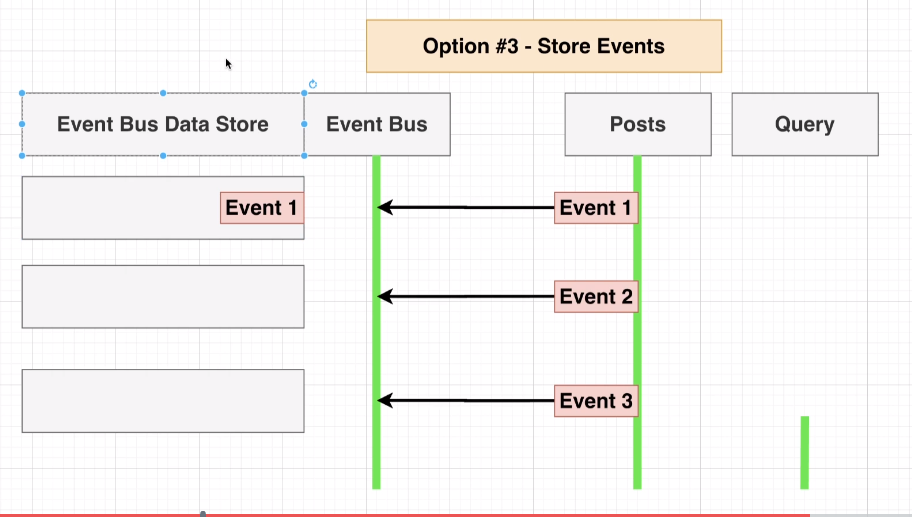 Option #3 - Store Events
Event Bus Data Store
Event Bus
Posts
Query
Event 1
Event 1
Event 2
Event 3